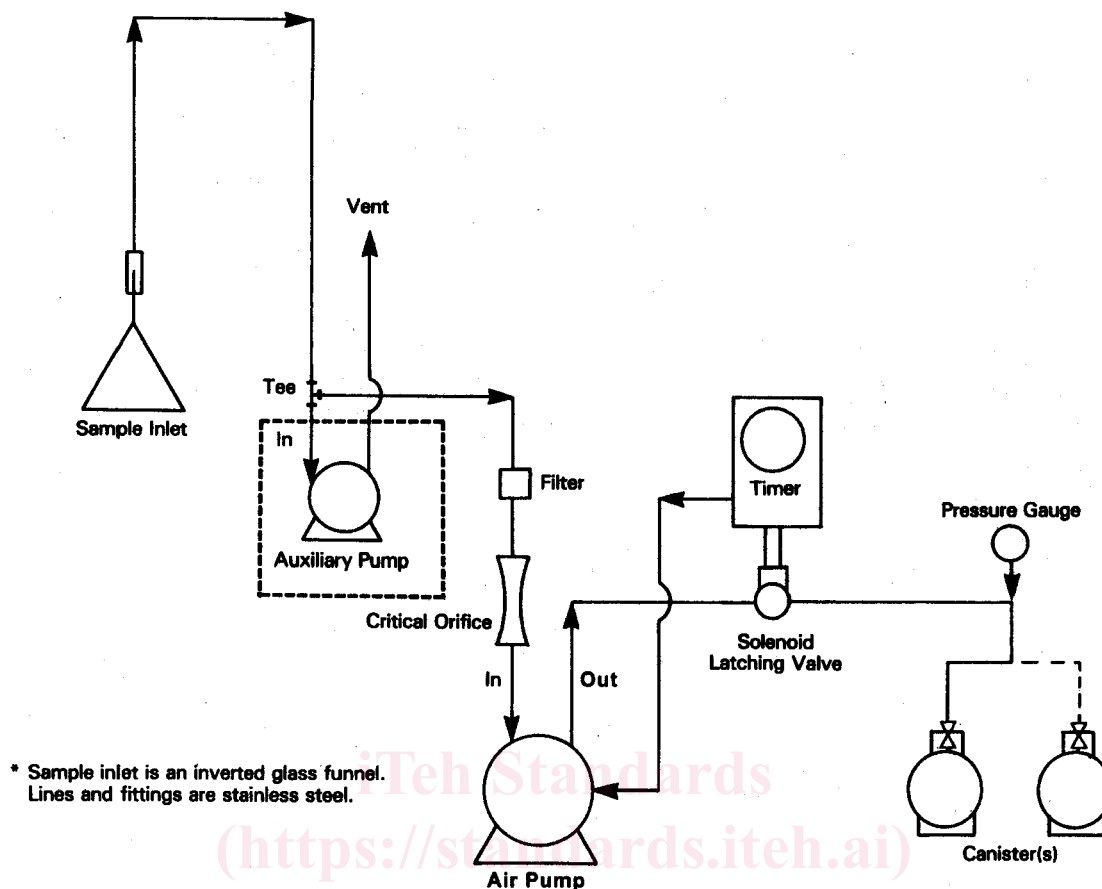 Vent
Tee
Sample Inlet
In
Auxiliary Pump
Filter
Timer
Pressure Gauge
Critical Orifice
Solenoid
Latching Valve
In
Out
* Sample inlet is an inverted glass funnel.
Lines and fittings are stainless steel.
iTeh Standards
(https://standards.iteh.ai)
Canister(s)
Air Pump